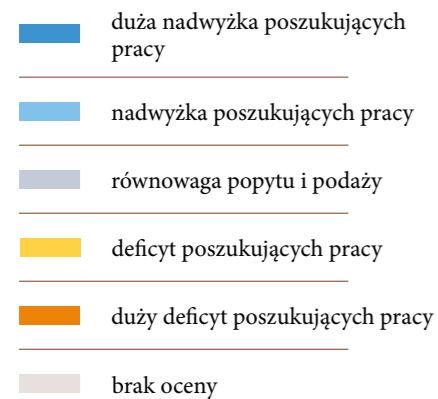 duża nadwyżka poszukujących
pracy
nadwyżka poszukujących pracy
równowaga popytu i podaży
deficyt poszukujących pracy
duży deficyt poszukujących pracy
brak oceny